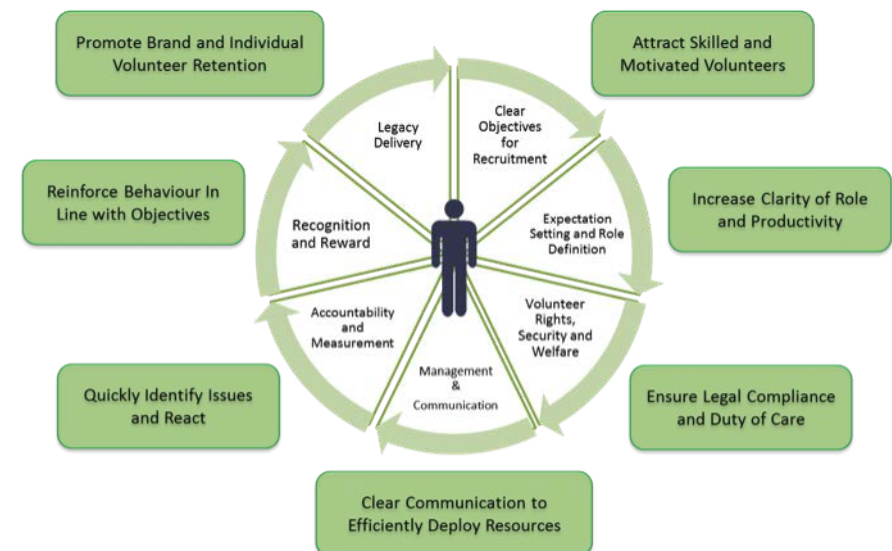 Promote Brand and Individual
Volunteer Retention
Attract Skilled and
Motivated Volunteers
Legacy
Delivery
Clear
Objectives
for
Recruitment
Reinforce Behaviour In
Line with Objectives
Increase Clarity of Role
and Productivity
Recognition
and Reward
Expectation
Setting and Role
Definition
Accountability
and
Measurement
Volunteer
Rights,
Security and
Welfare
Management
&
Communication
Quickly Identify Issues
and React
Ensure Legal Compliance
and Duty of Care
Clear Communication to
Efficiently Deploy Resources